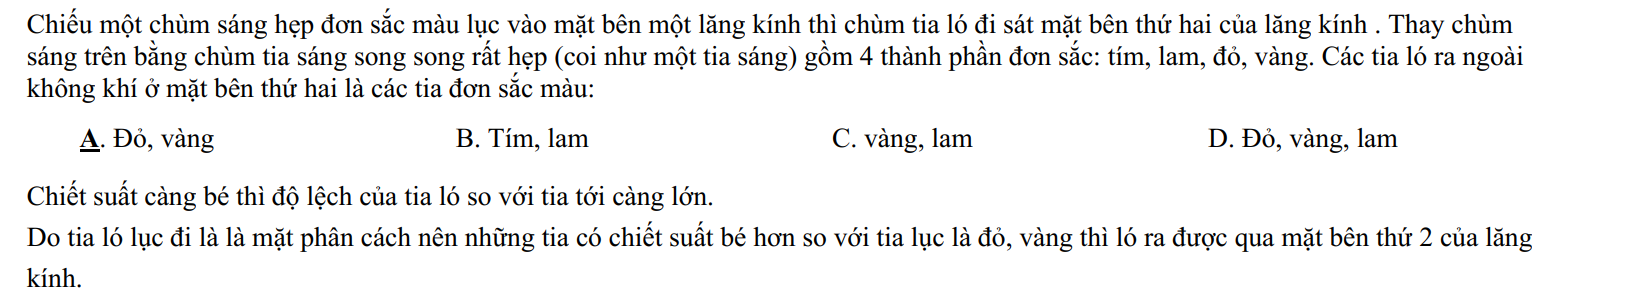 Chiếu một chùm sáng hẹp đơn sắc màu lục vào mặt bên một lăng kính thì chùm tia ló đi sát mặt bên thứ hai của lăng kính . Thay chùm
sáng trên bằng chùm tia sáng song song rất hẹp (coi như một tia sáng) gồm 4 thành phần đơn sắc: tím, lam, đỏ, vàng. Các tia ló ra ngoài
không khí ở mặt bên thứ hai là các tia đơn sắc màu:
A. Đỏ, vàng B. Tím, lam C. vàng, lam D. Đỏ, vàng, lam
Chiết suất càng bé thì độ lệch của tia ló so với tia tới càng lớn.
Do tia ló lục đi là là mặt phân cách nên những tia có chiết suất bé hơn so với tia lục là đỏ, vàng thì ló ra được qua mặt bên thứ 2 của lăng
kính.